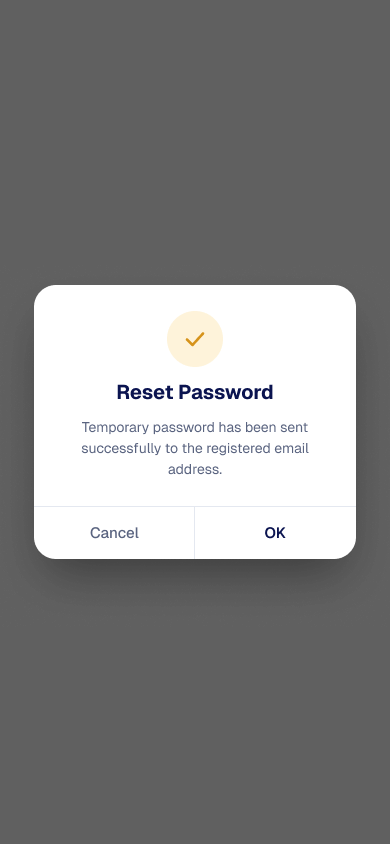 Reset Password
Temporary password has been sent
successfully to the registered email
address.
Cancel
OK